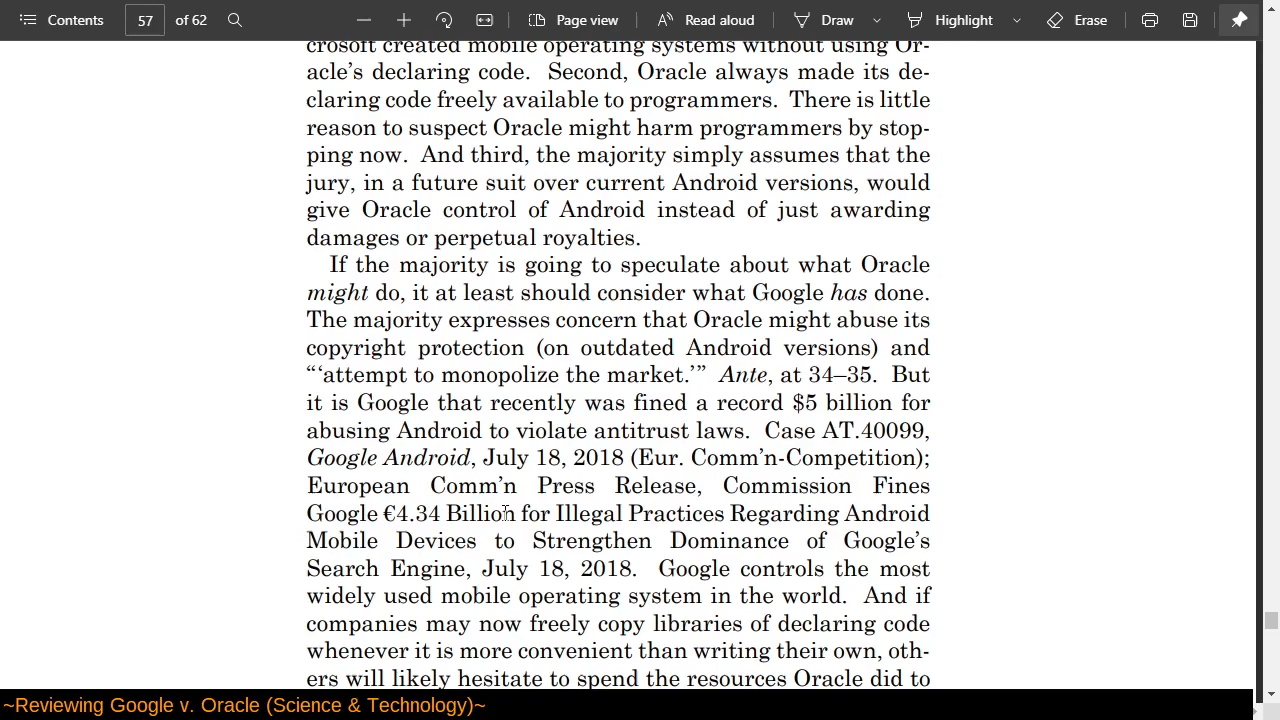 Contents 57 of 62 Page view Read aloud Draw Highlight Erase
crosoft created mobile operating systems without using Or-
acle’s declaring code. Second, Oracle always made its de-
claring code freely available to programmers. There is little
reason to suspect Oracle might harm programmers by stop-
ping now. And third, the majority simply assumes that the
jury, in a future suit over current Android versions, would
give Oracle control of Android instead of just awarding
damages or perpetual royalties.
If the majority is going to speculate about what Oracle
might do, it at least should consider what Google has done.
The majority expresses concern that Oracle might abuse its
copyright protection (on outdated Android versions) and
“‘attempt to monopolize the market.’” Ante, at 34–35. But
it is Google that recently was fined a record $5 billion for
abusing Android to violate antitrust laws. Case AT.40099,
Google Android, July 18, 2018 (Eur. Comm’n-Competition);
European Comm’n Press Release, Commission Fines
Google €4.34 Billion for Illegal Practices Regarding Android
Mobile Devices to Strengthen Dominance of Google’s
Search Engine, July 18, 2018. Google controls the most
widely used mobile operating system in the world. And if
companies may now freely copy libraries of declaring code
whenever it is more convenient than writing their own, oth-
ers will likely hesitate to spend the resources Oracle did to
~Reviewing Google v. Oracle (Science & Technology)~